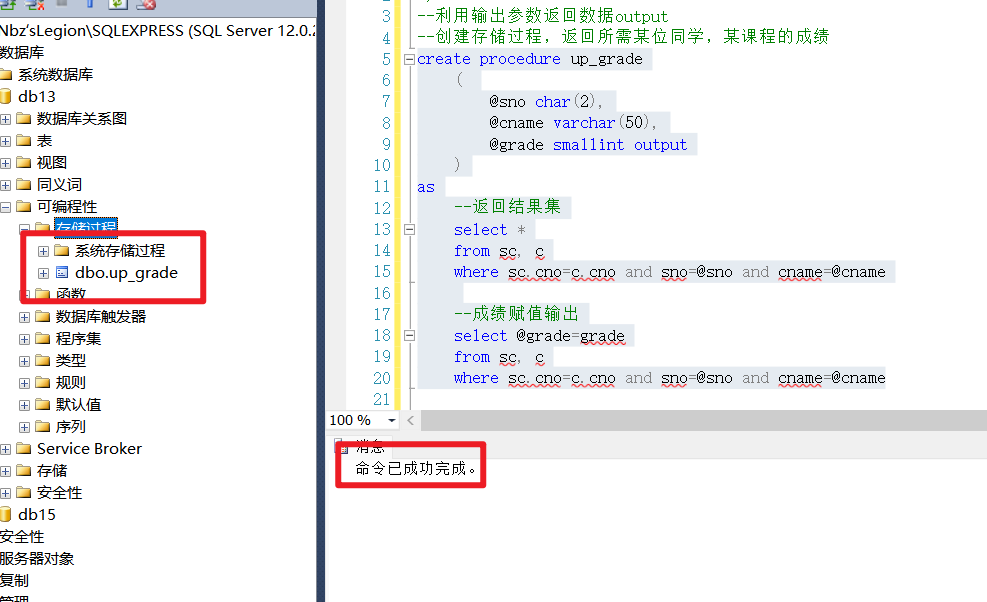 Nbz'sLegion\SQLEXPRESS (SQL Server 12.0.2
数据库
系统数据库
db13
数据库关系图
表
视图
同义词
可编程性
存储过程
系统存储过程
dbo.up_grade
函数
数据库触发器
程序集
类型
规则
默认值
序列
Service Broker
存储
安全性
db15
安全性
服务器对象
复制
管理
3 --利用输出参数返回数据output
4 --创建存储过程，返回所需某位同学，某课程的成绩
5 create procedure up_grade
6 (
7 @sno char(2),
8 @cname varchar(50),
9 @grade smallint output
10 )
11 as
12 --返回结果集
13 select *
14 from sc, c
15 where sc.cno=c.cno and sno=@sno and cname=@cname
16
17 --成绩赋值输出
18 select @grade=grade
19 from sc, c
20 where sc.cno=c.cno and sno=@sno and cname=@cname
21
100 %
消息
命令已成功完成。